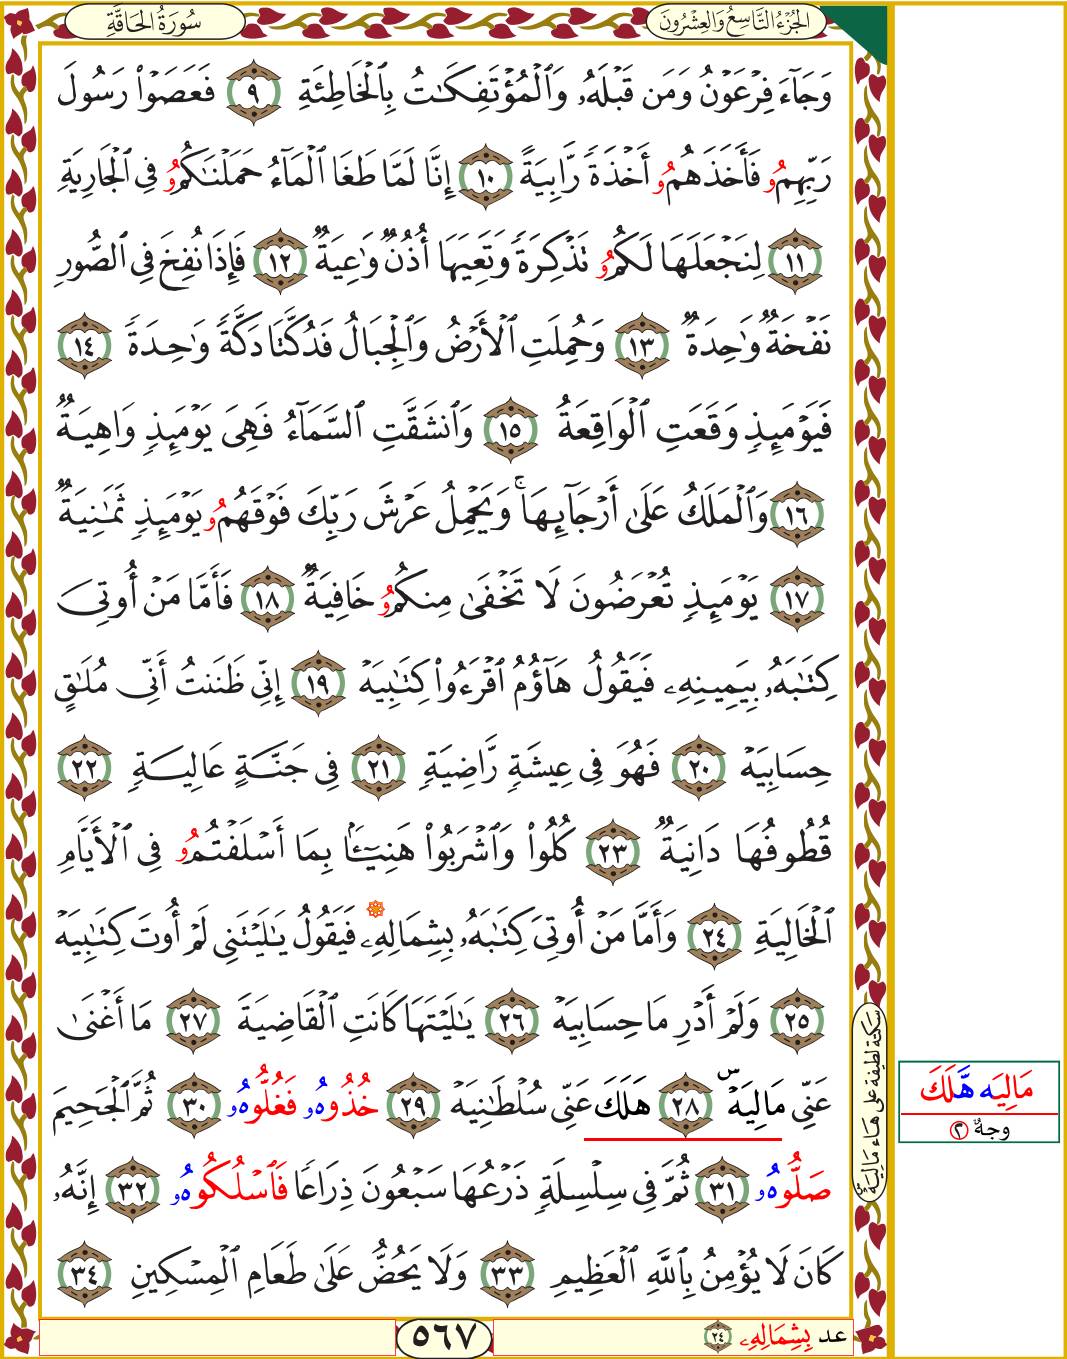 الجُزْءُ التَّاسِعُ وَالعِشْرُونَ
سُورَةُ الحَاقَّةِ
وَجَآءَ فِرْعَوْنُ وَمَن قَبْلَهُۥ وَٱلْمُؤْتَفِكَـٰتُ بِٱلْخَاطِئَةِ ٩ فَعَصَوْا۟ رَسُولَ
رَبِّهِمُۥ فَأَخَذَهُمُۥ أَخْذَةً رَّابِيَةً ١٠ إِنَّا لَمَّا طَغَا ٱلْمَآءُ حَمَلْنَـٰكُمُۥ فِى ٱلْجَارِيَةِ
١١ لِنَجْعَلَهَا لَكُمُۥ تَذْكِرَةً وَتَعِيَهَا أُذُنٌ وَٰعِيَةٌ ١٢ فَإِذَا نُفِخَ فِى ٱلصُّورِ
نَفْخَةٌ وَٰحِدَةٌ ١٣ وَحُمِلَتِ ٱلْأَرْضُ وَٱلْجِبَالُ فَدُكَّتَا دَكَّةً وَٰحِدَةً ١٤
فَيَوْمَئِذٍ وَقَعَتِ ٱلْوَاقِعَةُ ١٥ وَٱنشَقَّتِ ٱلسَّمَآءُ فَهِىَ يَوْمَئِذٍ وَاهِيَةٌ
١٦ وَٱلْمَلَكُ عَلَىٰ أَرْجَآئِهَا ۚ وَيَحْمِلُ عَرْشَ رَبِّكَ فَوْقَهُمُۥ يَوْمَئِذٍ ثَمَـٰنِيَةٌ
١٧ يَوْمَئِذٍ تُعْرَضُونَ لَا تَخْفَىٰ مِنكُمُۥ خَافِيَةٌ ١٨ فَأَمَّا مَنْ أُوتِىَ
كِتَـٰبَهُۥ بِيَمِينِهِۦ فَيَقُولُ هَآؤُمُ ٱقْرَءُوا۟ كِتَـٰبِيَهْ ١٩ إِنِّى ظَنَنتُ أَنِّى مُلَـٰقٍ
حِسَابِيَهْ ٢٠ فَهُوَ فِى عِيشَةٍ رَّاضِيَةٍ ٢١ فِى جَنَّةٍ عَالِيَةٍ ٢٢
قُطُوفُهَا دَانِيَةٌ ٢٣ كُلُوا۟ وَٱشْرَبُوا۟ هَنِيٓـًٔا بِمَا أَسْلَفْتُمُۥ فِى ٱلْأَيَّامِ
ٱلْخَالِيَةِ ٢٤ وَأَمَّا مَنْ أُوتِىَ كِتَـٰبَهُۥ بِشِمَالِهِۦ فَيَقُولُ يَـٰلَيْتَنِى لَمْ أُوتَ كِتَـٰبِيَهْ
٢٥ وَلَمْ أَدْرِ مَا حِسَابِيَهْ ٢٦ يَـٰلَيْتَهَا كَانَتِ ٱلْقَاضِيَةَ ٢٧ مَا أَغْنَىٰ
عَنِّى مَالِيَهْ ۜ ٢٨ هَلَكَ عَنِّى سُلْطَـٰنِيَهْ ٢٩ خُذُوهُۥ فَغُلُّوهُۥ ٣٠ ثُمَّ ٱلْجَحِيمَ
صَلُّوهُۥ ٣١ ثُمَّ فِى سِلْسِلَةٍ ذَرْعُهَا سَبْعُونَ ذِرَاعًا فَٱسْلُكُوهُۥ ٣٢ إِنَّهُۥ
كَانَ لَا يُؤْمِنُ بِٱللَّهِ ٱلْعَظِيمِ ٣٣ وَلَا يَحُضُّ عَلَىٰ طَعَامِ ٱلْمِسْكِينِ ٣٤
سكتة لطيفة على هاء مَالِيَهْ ۜ
مَالِيَه هَّلَكَ
وجهٌ ٢
عد بِشِمَالِهِۦ ٢٤
٥٦٧